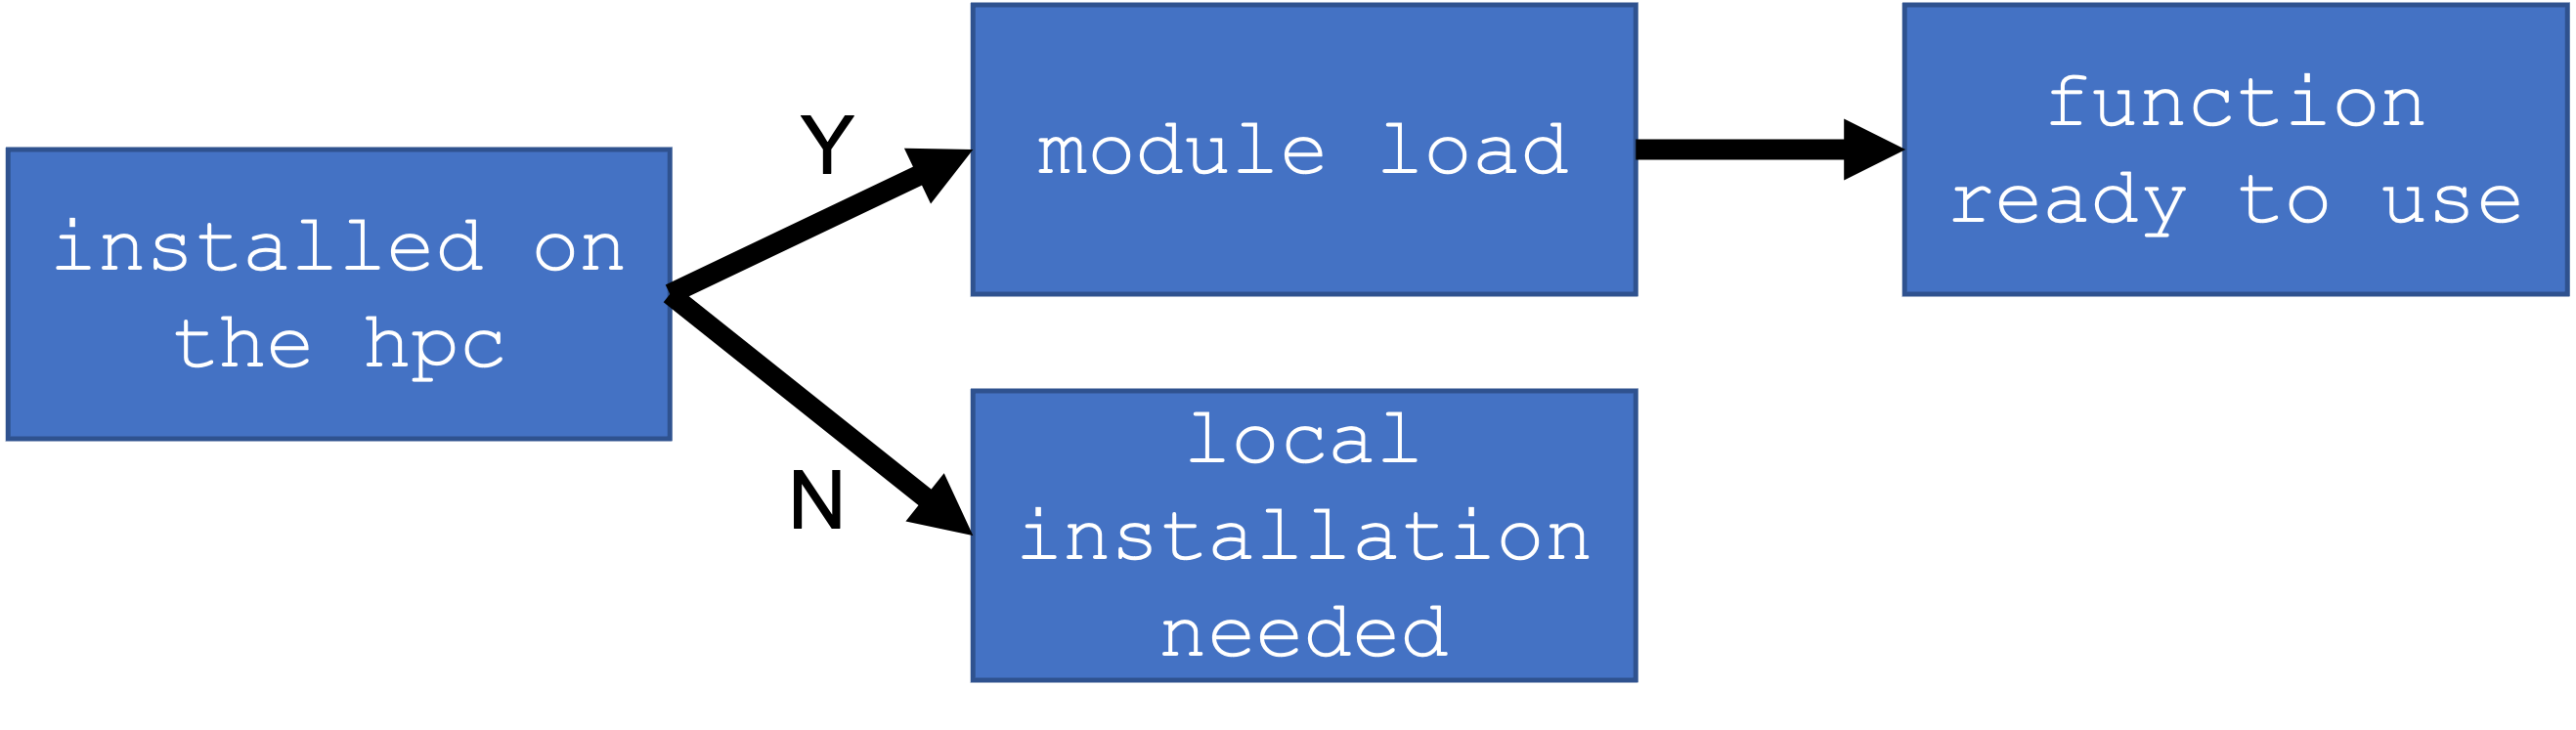 installed on
the hpc
Y
module load
function
ready to use
N
local
installation
needed